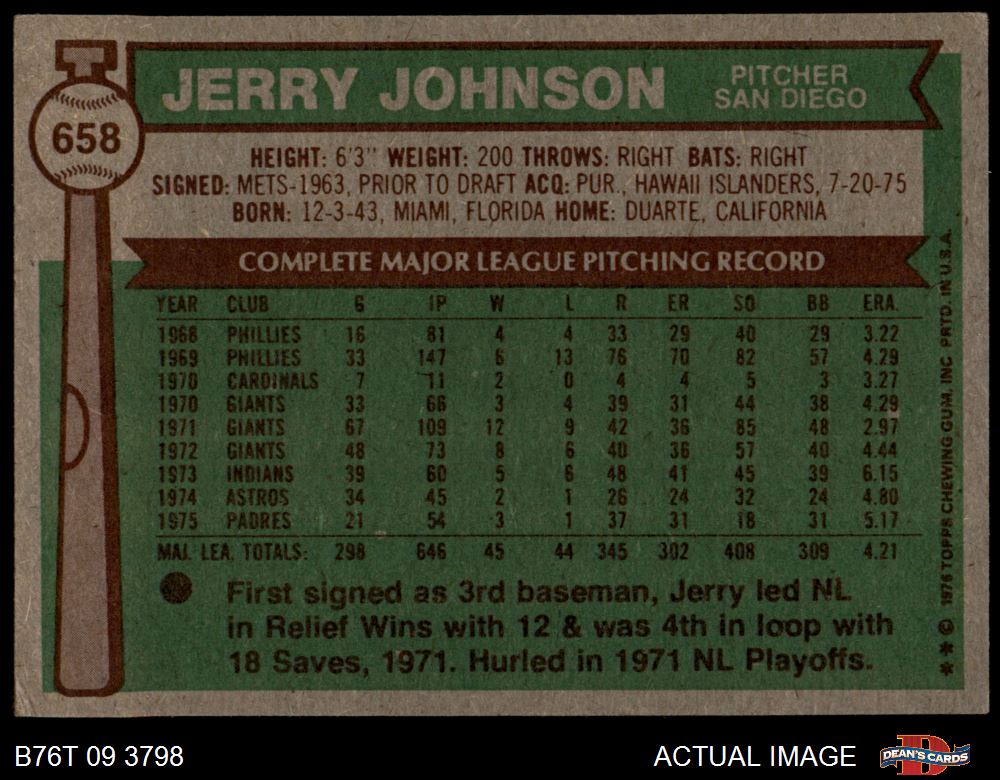 658
JERRY JOHNSON
PITCHER
SAN DIEGO
HEIGHT: 6'3" WEIGHT: 200 THROWS: RIGHT BATS: RIGHT
SIGNED: METS-1963, PRIOR TO DRAFT ACQ: PUR., HAWAII ISLANDERS, 7-20-75
BORN: 12-3-43, MIAMI, FLORIDA HOME: DUARTE, CALIFORNIA
COMPLETE MAJOR LEAGUE PITCHING RECORD
YEAR CLUB G IP W L R ER SO BB ERA.
1968 PHILLIES 16 81 4 4 33 29 40 29 3.22
1969 PHILLIES 33 147 6 13 76 70 82 57 4.29
1970 CARDINALS 7 11 2 0 4 4 5 3 3.27
1970 GIANTS 33 66 3 4 39 31 44 38 4.29
1971 GIANTS 67 109 12 9 42 36 85 48 2.97
1972 GIANTS 48 73 8 6 40 36 57 40 4.44
1973 INDIANS 39 60 5 6 48 41 45 39 6.15
1974 ASTROS 34 45 2 1 26 24 32 24 4.80
1975 PADRES 21 54 3 1 37 31 18 31 5.17
MAJ. LEA. TOTALS: 298 646 45 44 345 302 408 309 4.21
First signed as 3rd baseman, Jerry led NL
in Relief Wins with 12 & was 4th in loop with
18 Saves, 1971. Hurled in 1971 NL Playoffs.
** © 1976 TOPPS CHEWING GUM, INC PRTD. IN U.S.A.
B76T 09 3798
ACTUAL IMAGE
D
DEAN'S CARDS